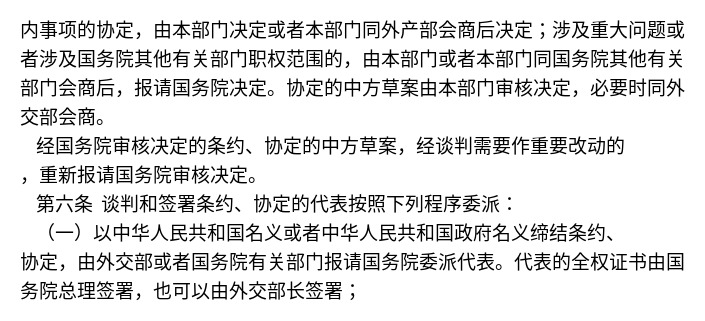 内事项的协定，由本部门决定或者本部门同外产部会商后决定；涉及重大问题或
者涉及国务院其他有关部门职权范围的，由本部门或者本部门同国务院其他有关
部门会商后，报请国务院决定。协定的中方草案由本部门审核决定，必要时同外
交部会商。
经国务院审核决定的条约、协定的中方草案，经谈判需要作重要改动的
，重新报请国务院审核决定。
第六条 谈判和签署条约、协定的代表按照下列程序委派：
（一）以中华人民共和国名义或者中华人民共和国政府名义缔结条约、
协定，由外交部或者国务院有关部门报请国务院委派代表。代表的全权证书由国
务院总理签署，也可以由外交部长签署；